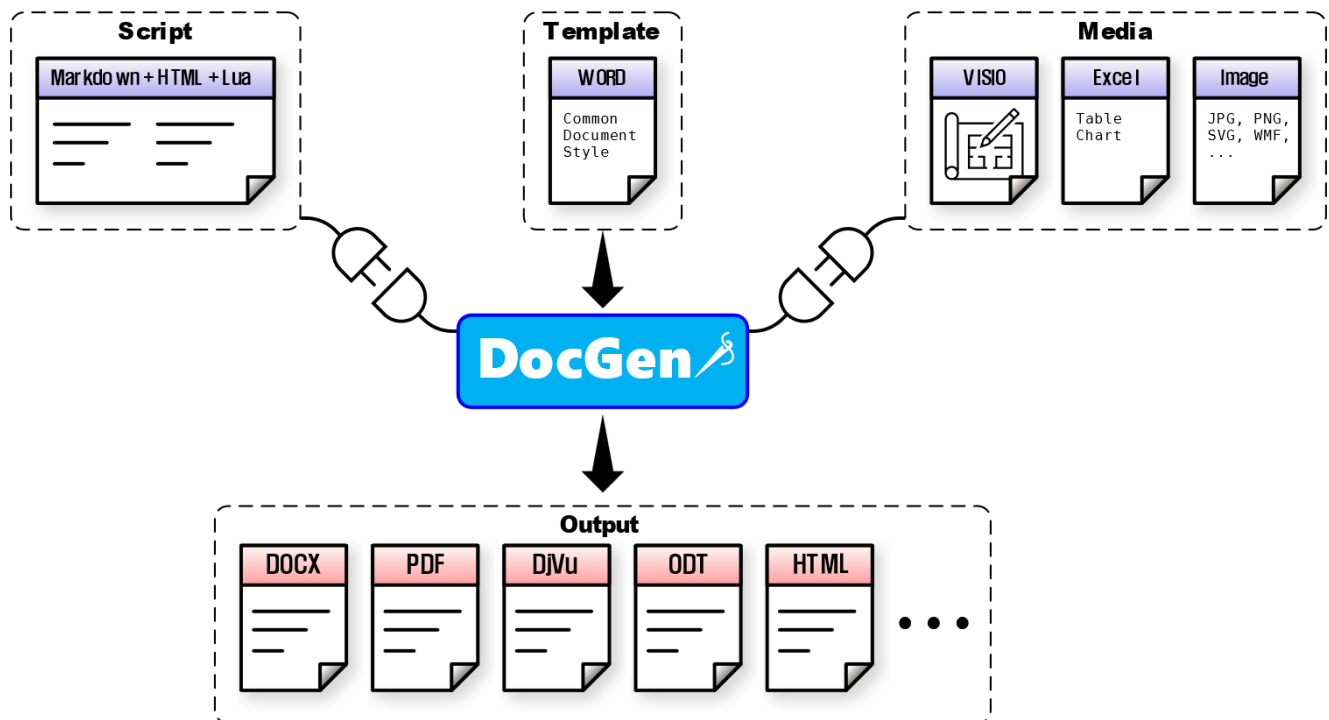 Script
Markdown + HTML + Lua
Template
WORD
Common
Document
Style
Media
VISIO
Excel
Table
Chart
Image
JPG, PNG,
SVG, WMF,
...
DocGen
Output
DOCX
PDF
DjVu
ODT
HTML